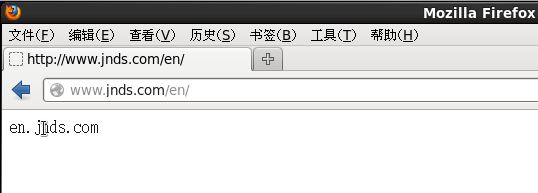 Mozilla Firefox
文件(F) 编辑(E) 查看(V) 历史(S) 书签(B) 工具(T) 帮助(H)
http://www.jnds.com/en/
www.jnds.com/en/
en.jnds.com